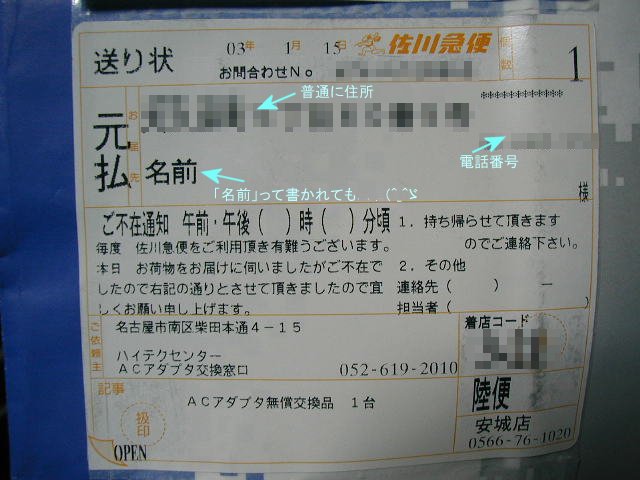 送り状
03年 1月 15日
佐川急便
個数
1
お問合わせNo
普通に住所
************
元払
お届先
電話番号
名前
「名前」って書かれても．．．(^_^ゞ
様
ご不在通知 午前・午後( )時( )分頃
毎度 佐川急便をご利用頂き有難うございます。
本日 お荷物をお届けに伺いましたがご不在で
したので右記の通りとさせて頂きましたので宜
しくお願い申し上げます。
1．持ち帰らせて頂きます
のでご連絡下さい。
2．その他
連絡先( ) ー
担当者( )
ご依頼主
名古屋市南区柴田本通4－15
ハイテクセンター
ACアダプタ交換窓口
052-619-2010
着店コード
記事
ACアダプタ無償交換品 1台
扱印
OPEN
陸便
安城店
0566-76-1020